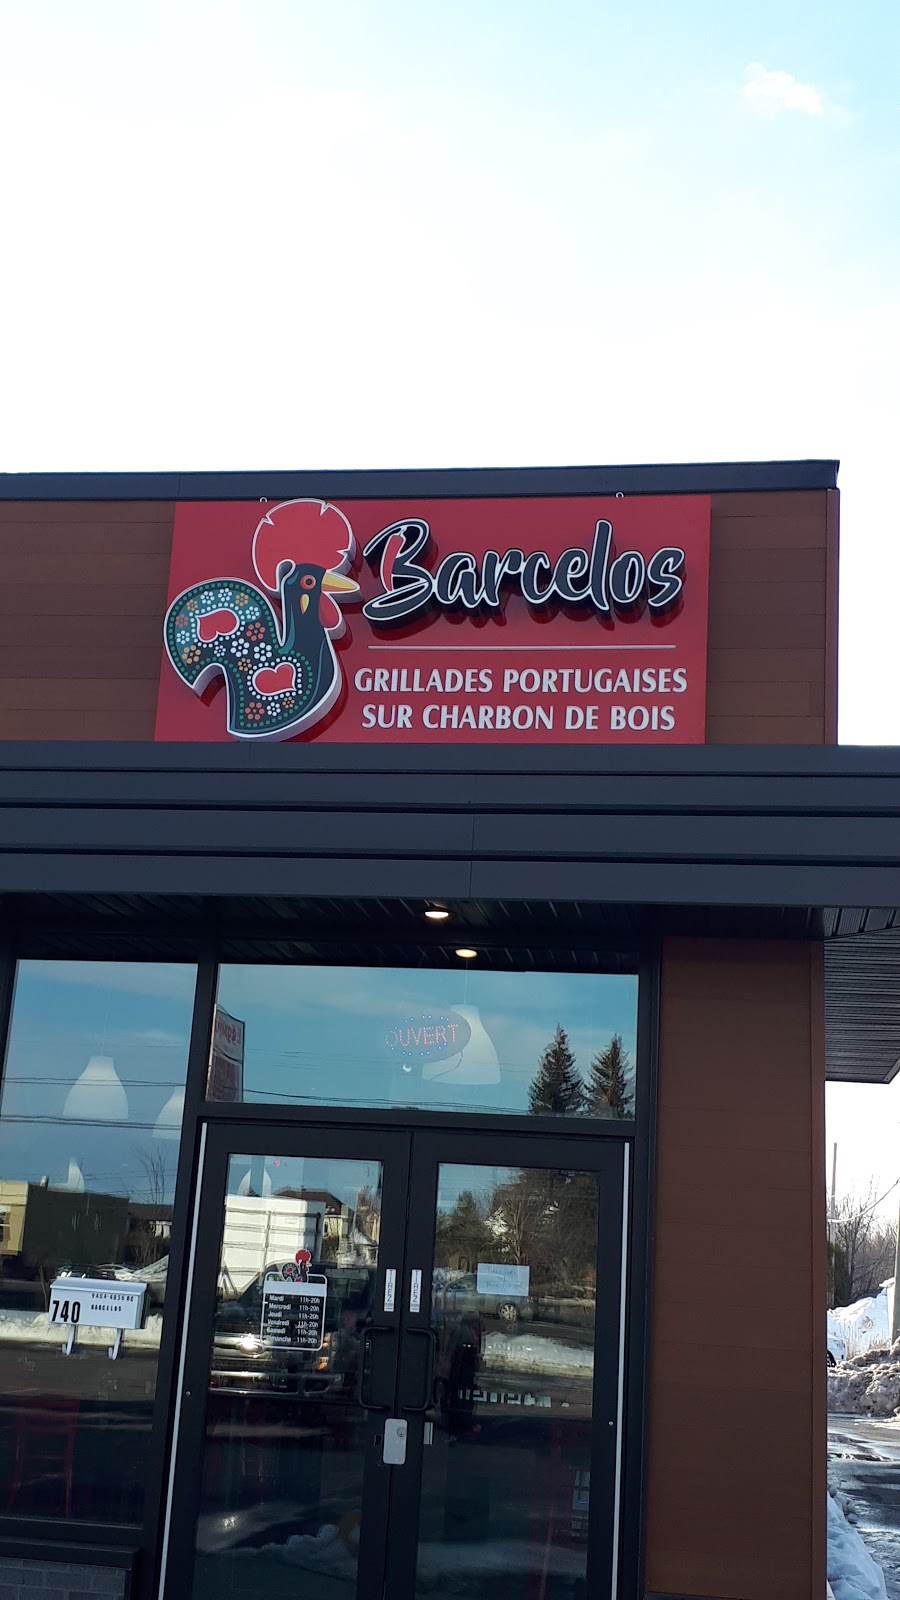 Barcelos
GRILLADES PORTUGAISES
SUR CHARBON DE BOIS
OUVERT
740
BARCELOS
Mardi 11h-20h
Mercredi 11h-20h
Jeudi 11h-20h
Vendredi 11h-20h
Samedi 11h-20h
Dimanche 11h-20h
TIREZ
TIREZ